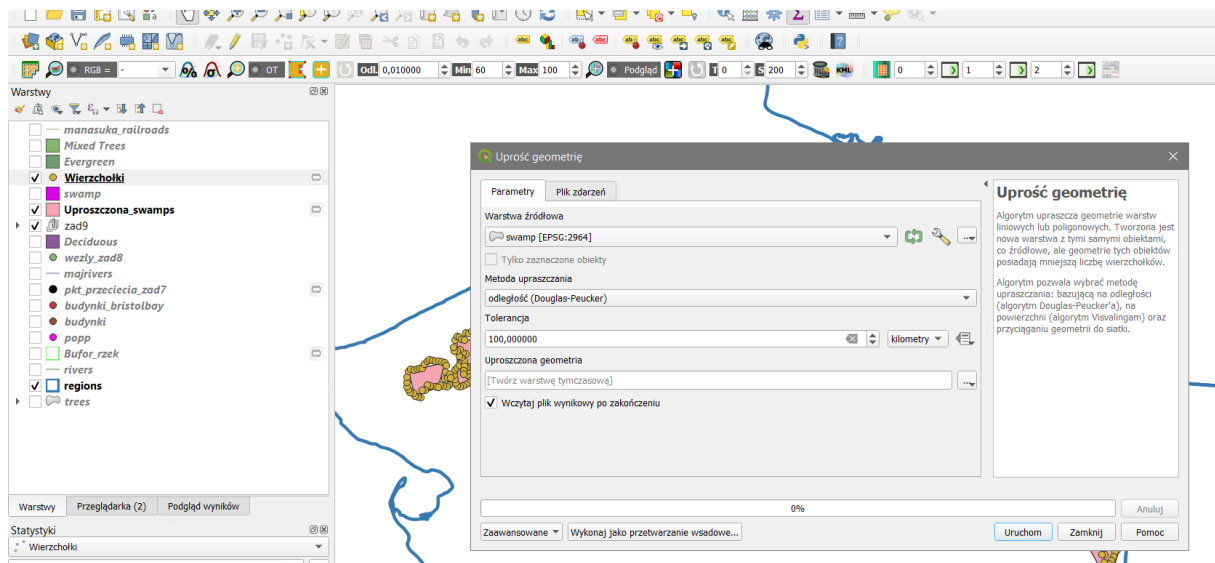 RGB =
-
OT
Odl. 0,010000
Min 60
Max 100
Podgląd
0
S 200
KML
0
1
2
Warstwy
manasuka_railroads
Mixed Trees
Evergreen
Wierzchołki
swamp
Uproszczona_swamps
zad9
Deciduous
wezly_zad8
majrivers
pkt_przeciecia_zad7
budynki_bristolbay
budynki
popp
Bufor_rzek
rivers
regions
trees
Warstwy
Przeglądarka (2)
Podgląd wyników
Statystyki
Wierzchołki
Uprość geometrię
Parametry
Plik zdarzeń
Warstwa źródłowa
swamp [EPSG:2964]
Tylko zaznaczone obiekty
Metoda upraszczania
odległość (Douglas-Peucker)
Tolerancja
100,000000
kilometry
Uproszczona geometria
[Twórz warstwę tymczasową]
Wczytaj plik wynikowy po zakończeniu
Uprość geometrię
Algorytm upraszcza geometrie warstw
liniowych lub poligonowych. Tworzona jest
nowa warstwa z tymi samymi obiektami,
co źródłowe, ale geometrie tych obiektów
posiadają mniejszą liczbę wierzchołków.
Algorytm pozwala wybrać metodę
upraszczania: bazującą na odległości
(algorytm Douglas-Peucker'a), na
powierzchni (algorytm Visvalingam) oraz
przyciąganiu geometrii do siatki.
0%
Anuluj
Zaawansowane
Wykonaj jako przetwarzanie wsadowe...
Uruchom
Zamknij
Pomoc